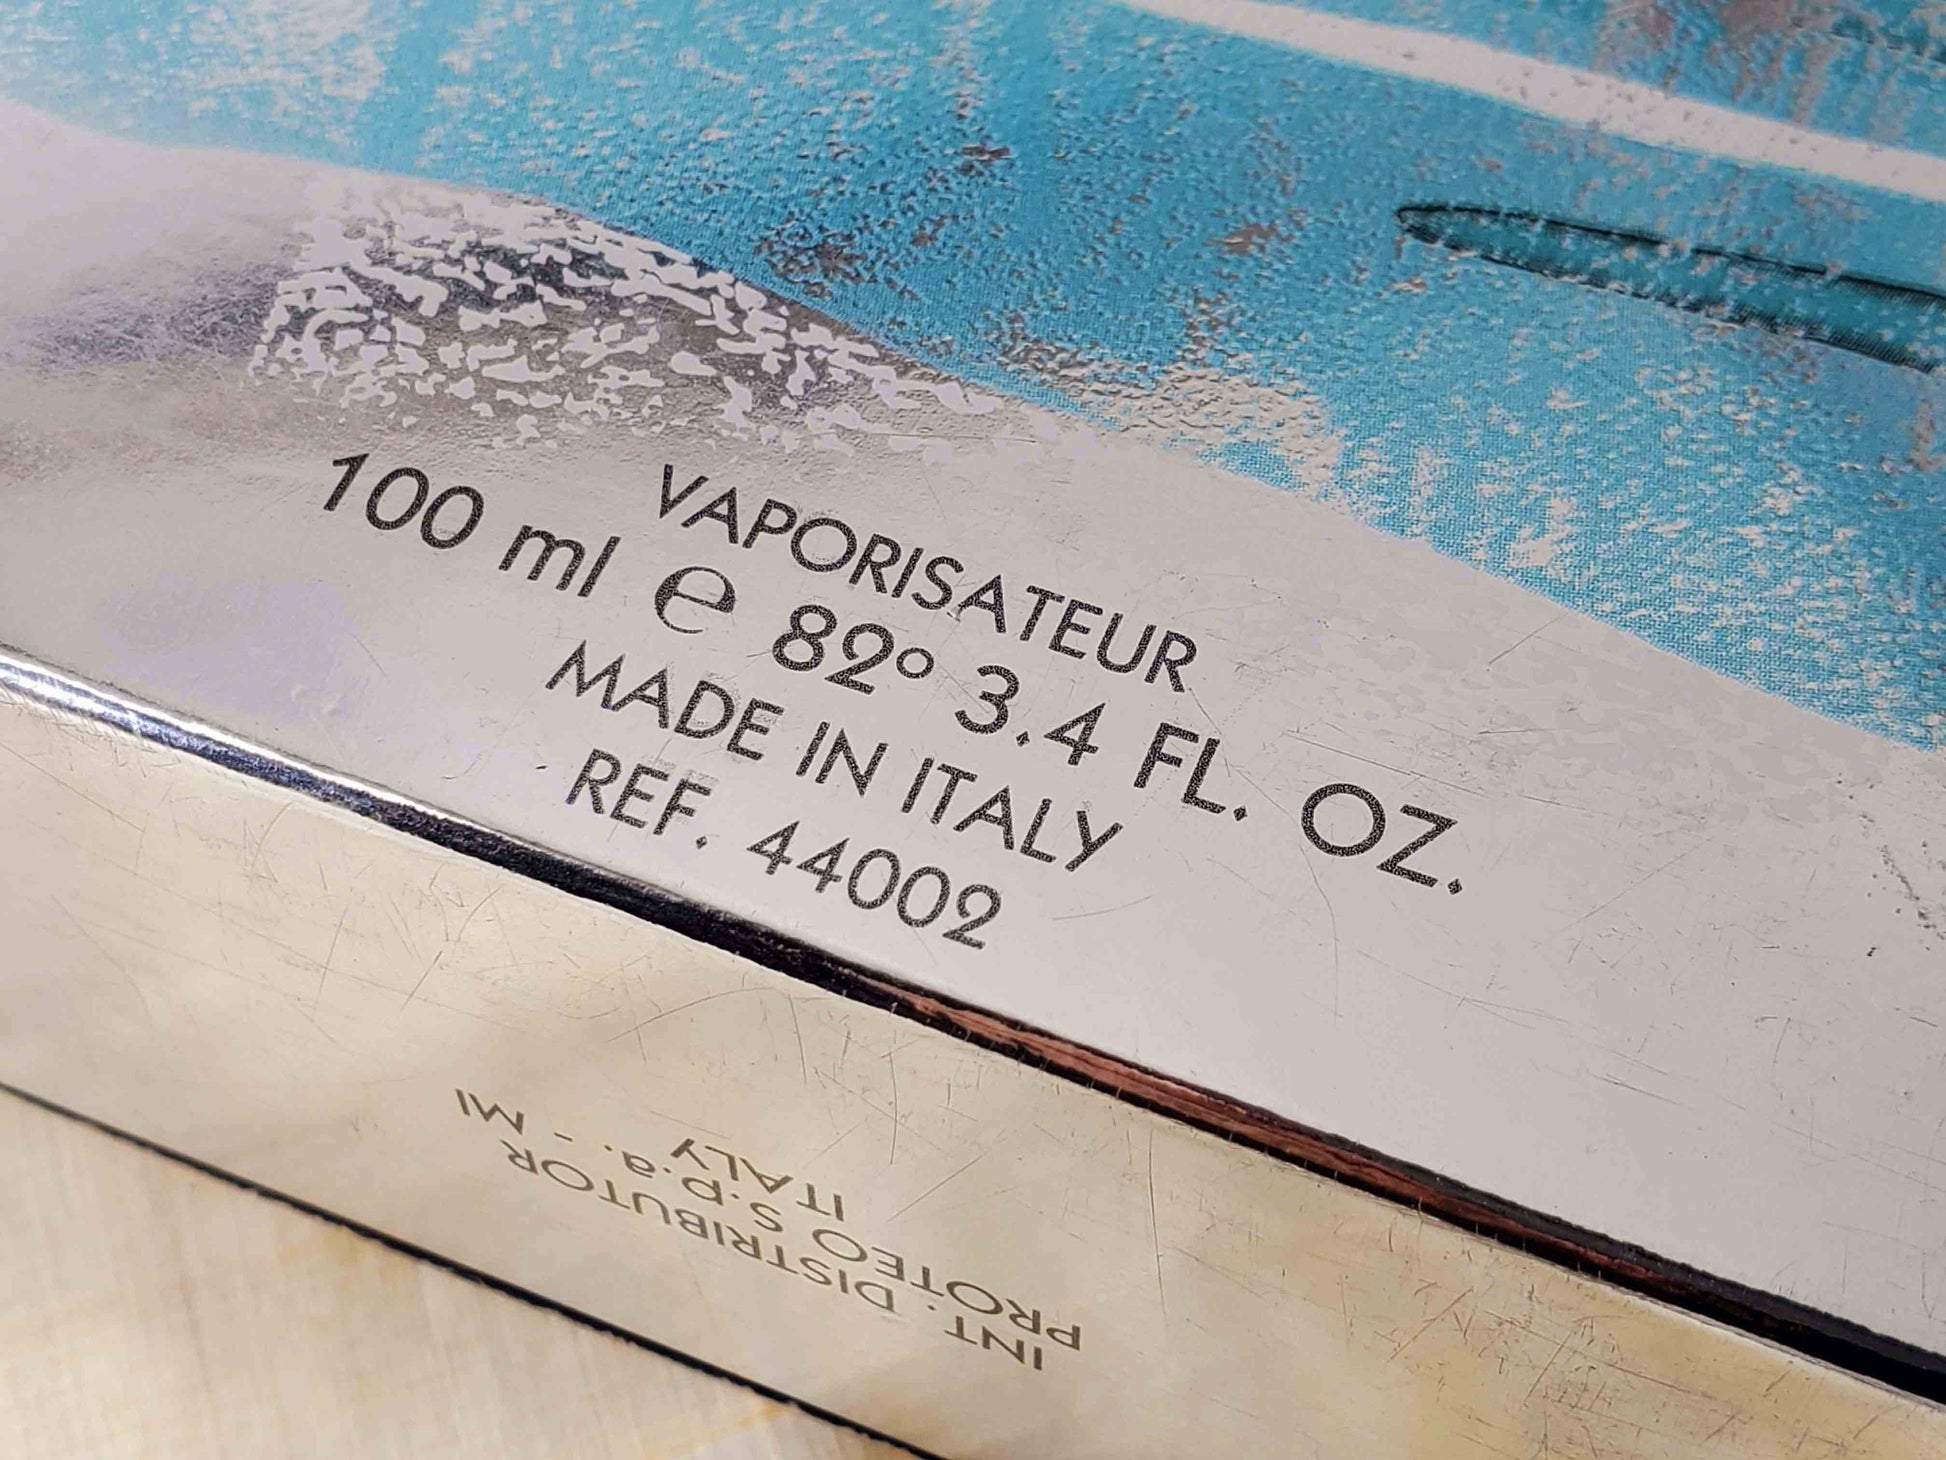 VAPORISATEUR
100 ml ℮ 82° 3.4 FL. OZ.
MADE IN ITALY
REF. 44002
INT. DISTRIBUTOR
PROTEO S.p.a. - MI
ITALY